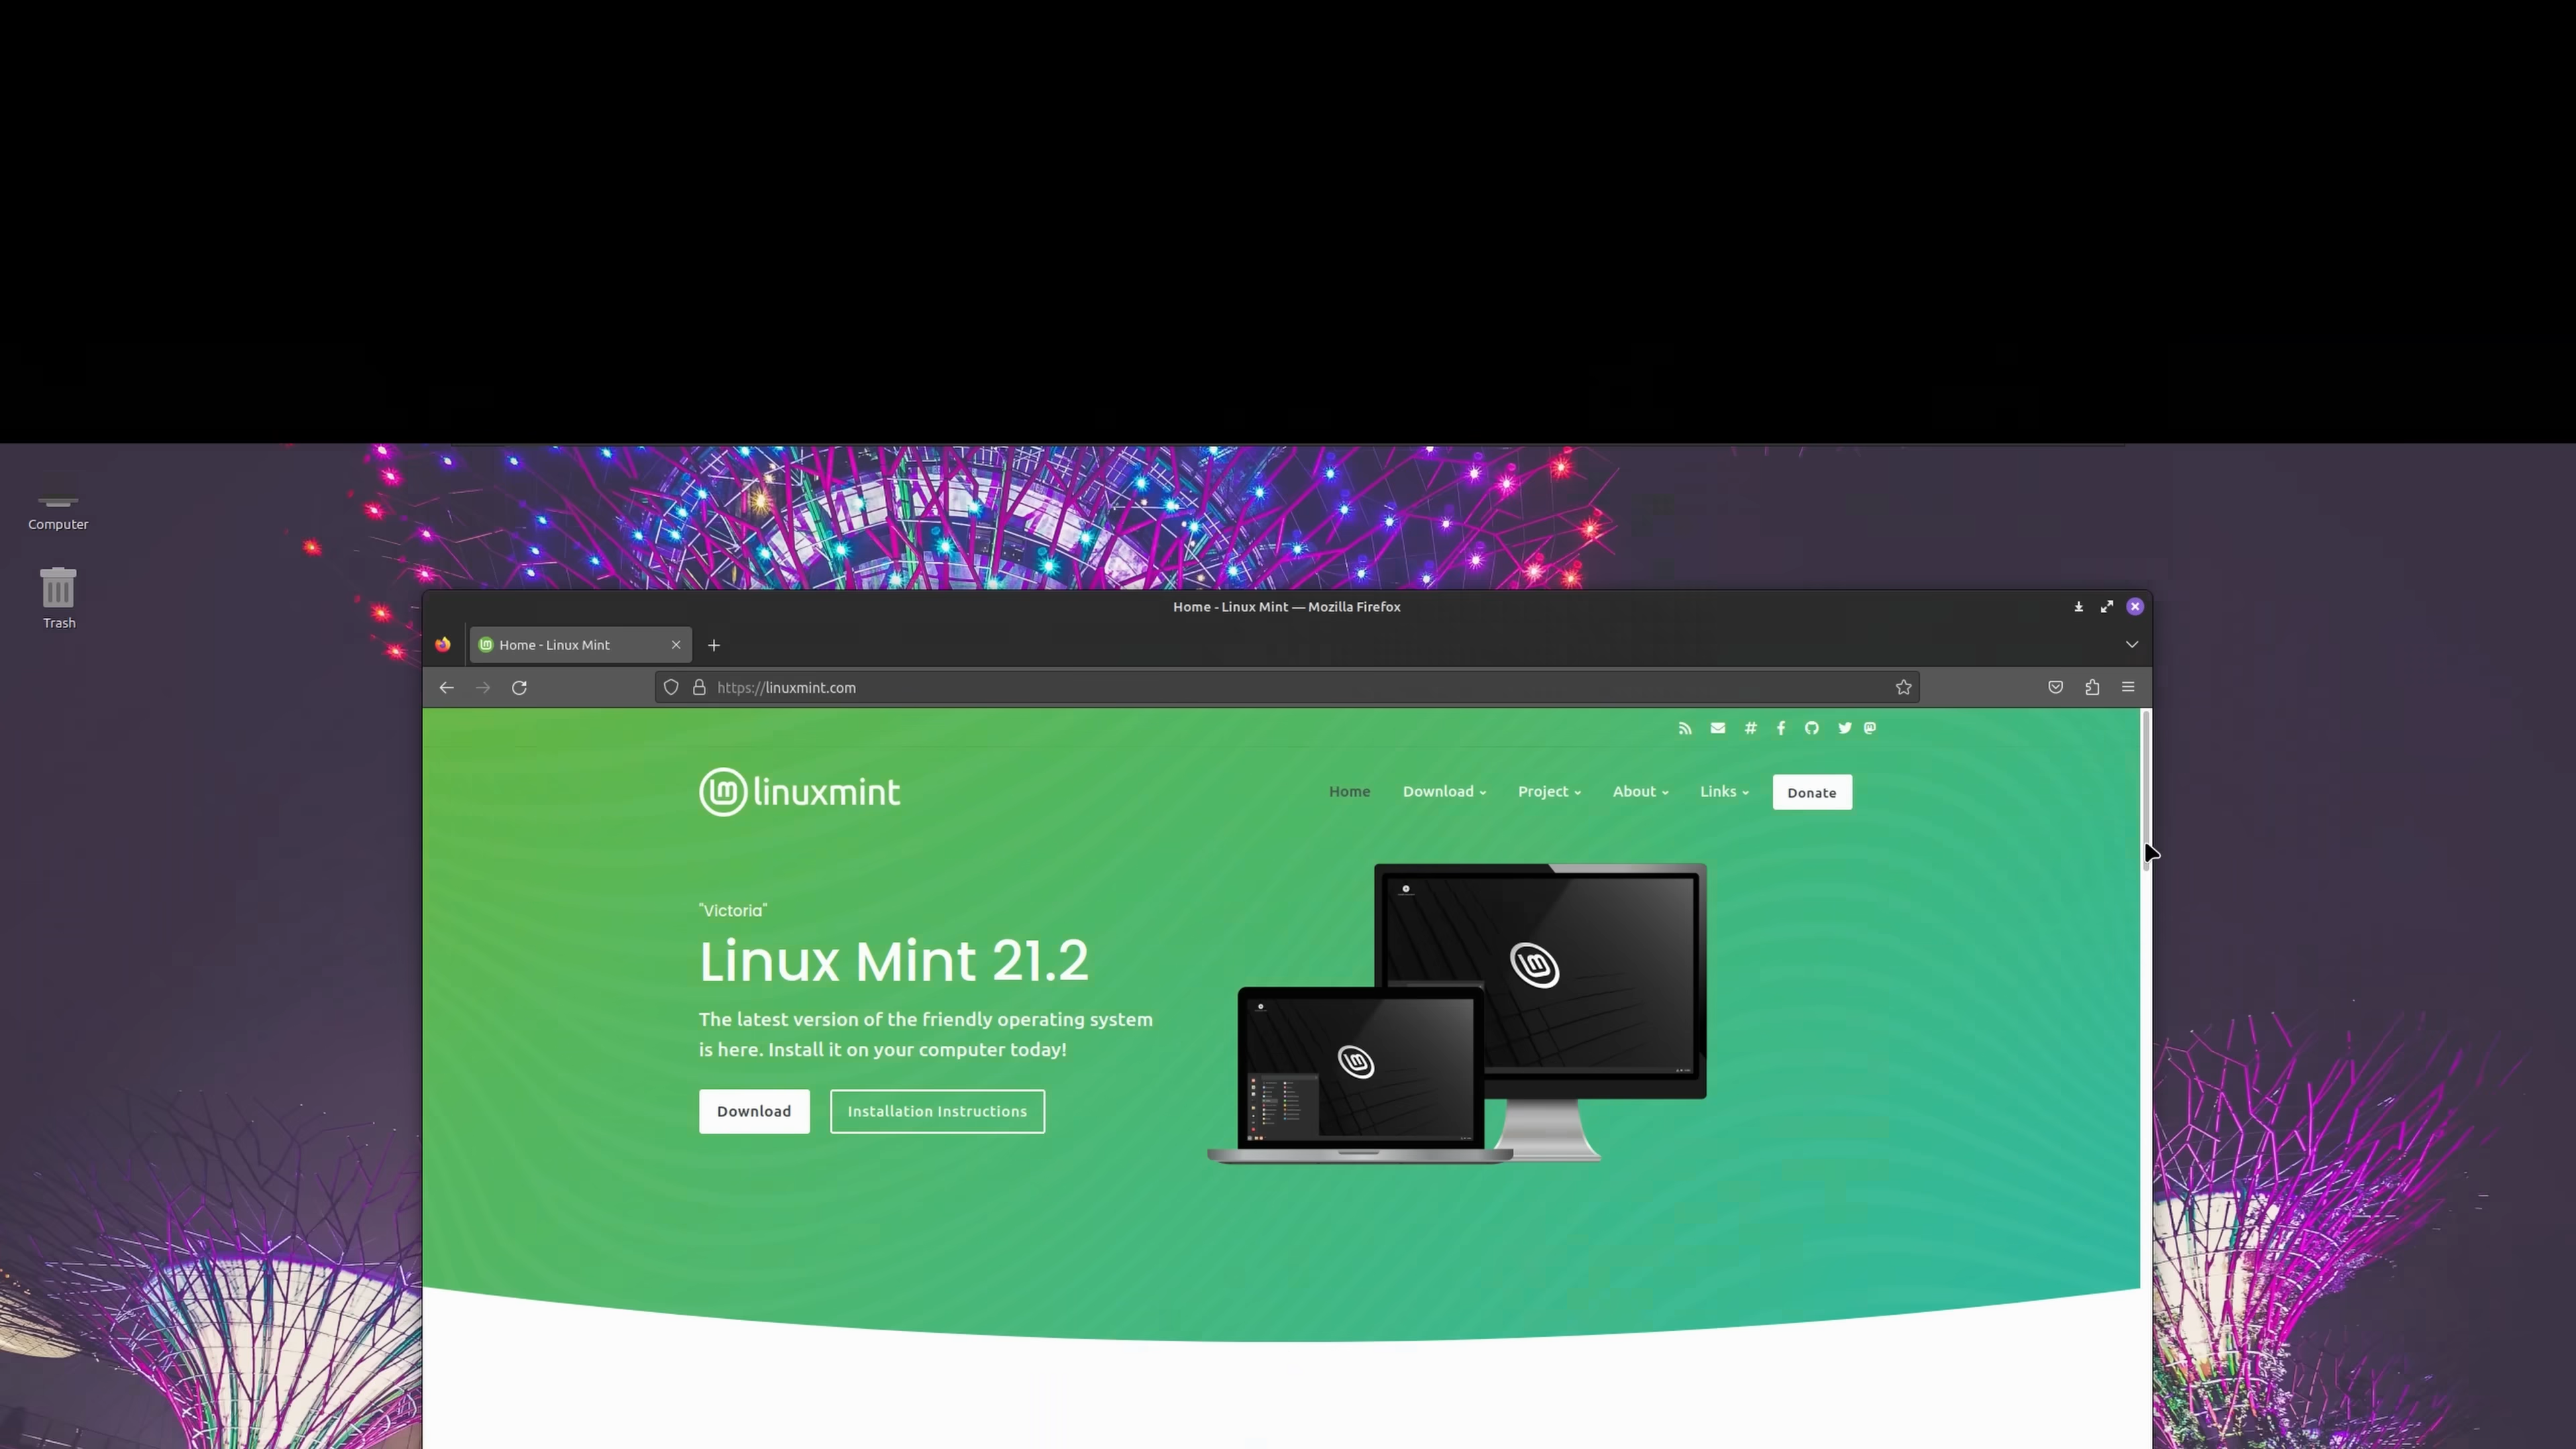 Computer
Trash
Home - Linux Mint — Mozilla Firefox
Home - Linux Mint
https://linuxmint.com
linuxmint
Home Download Project About Links Donate
"Victoria"
Linux Mint 21.2
The latest version of the friendly operating system
is here. Install it on your computer today!
Download Installation Instructions